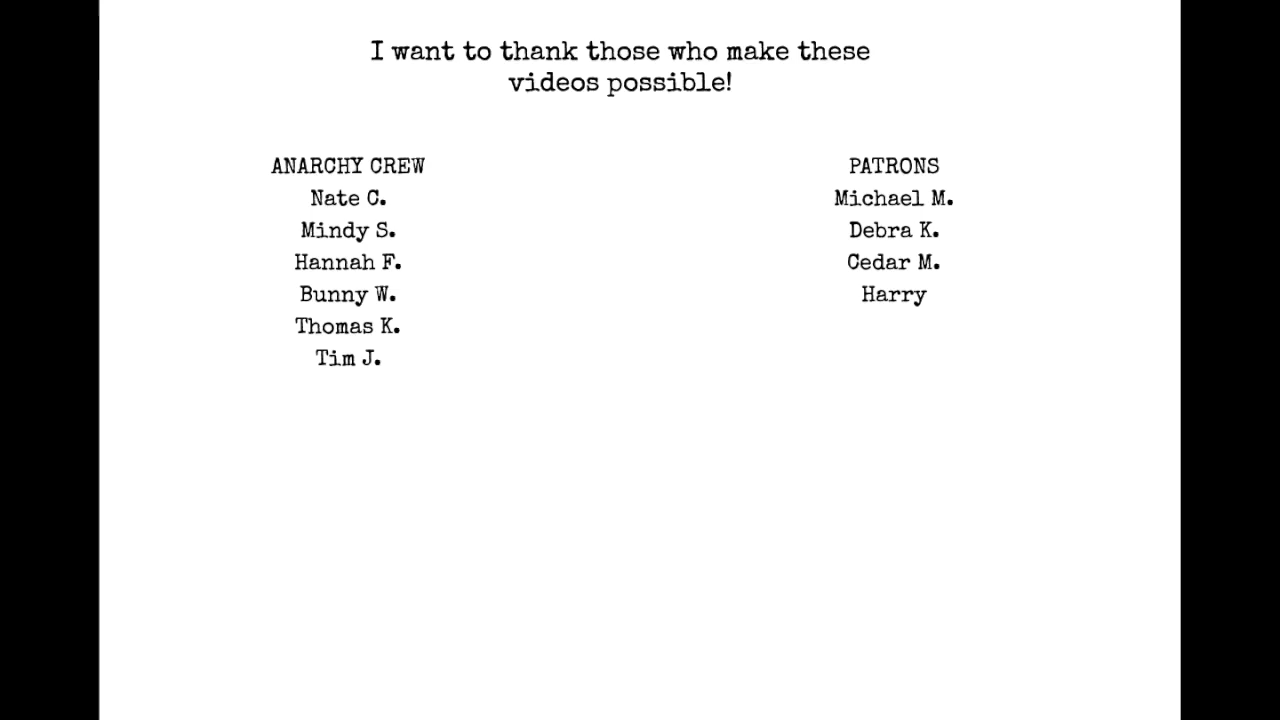 I want to thank those who make these
videos possible!
ANARCHY CREW
Nate C.
Mindy S.
Hannah F.
Bunny W.
Thomas K.
Tim J.
PATRONS
Michael M.
Debra K.
Cedar M.
Harry